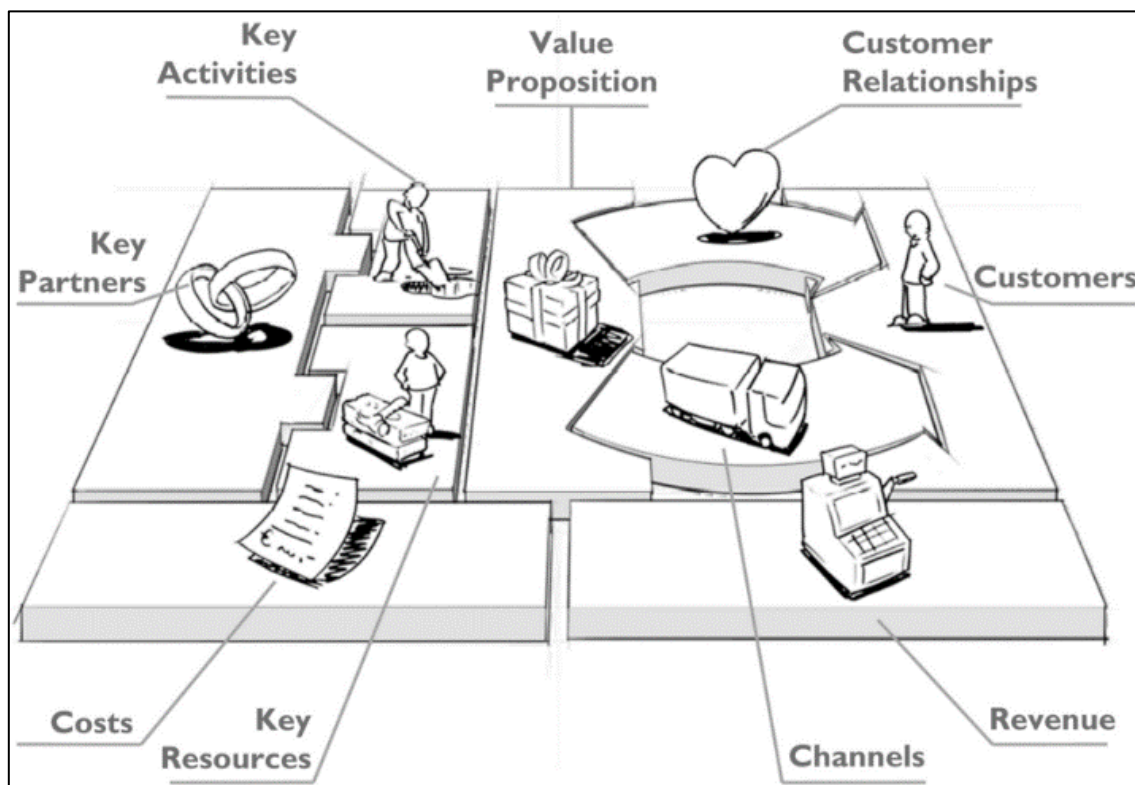 Key
Activities
Value
Proposition
Customer
Relationships
Key
Partners
Customers
Costs
Key
Resources
Channels
Revenue